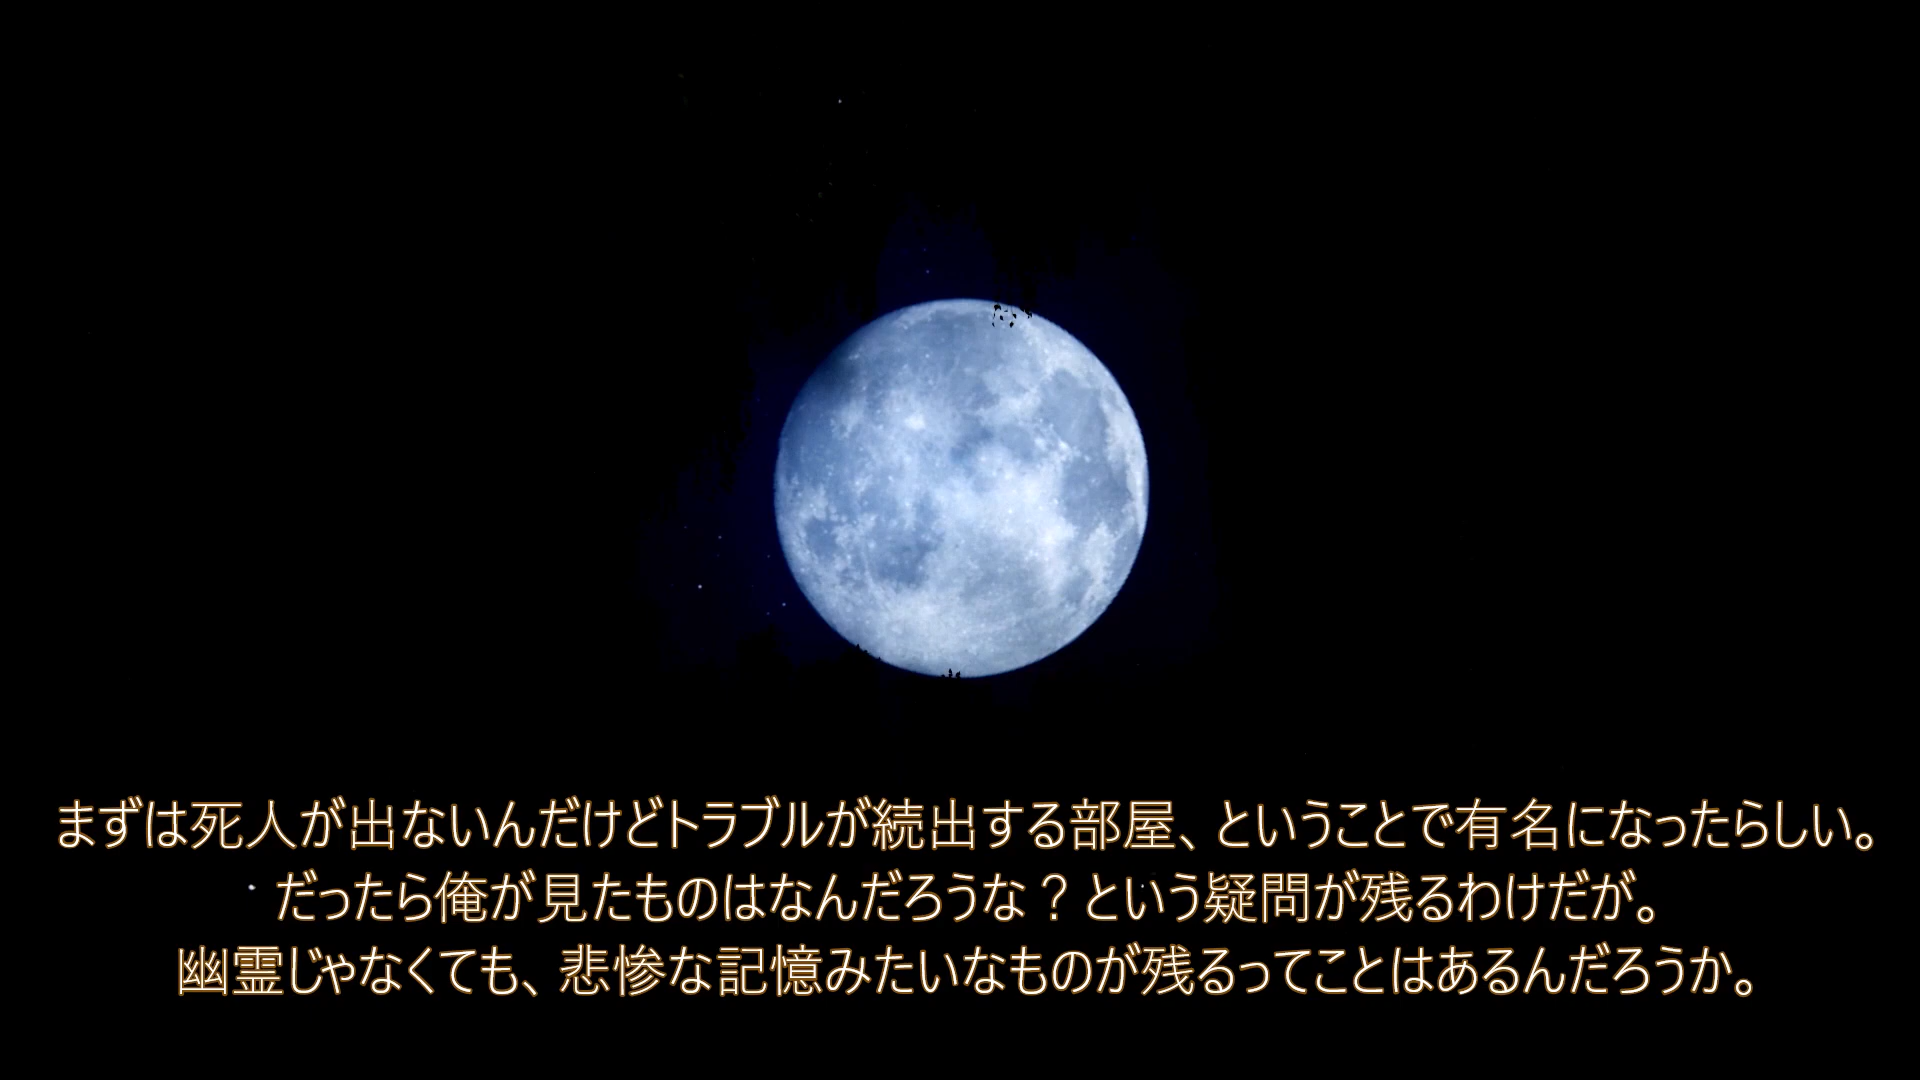 まずは死人が出ないんだけどトラブルが続出する部屋、ということで有名になったらしい。
だったら俺が見たものはなんだろうな？という疑問が残るわけだが。
幽霊じゃなくても、悲惨な記憶みたいなものが残るってことはあるんだろうか。